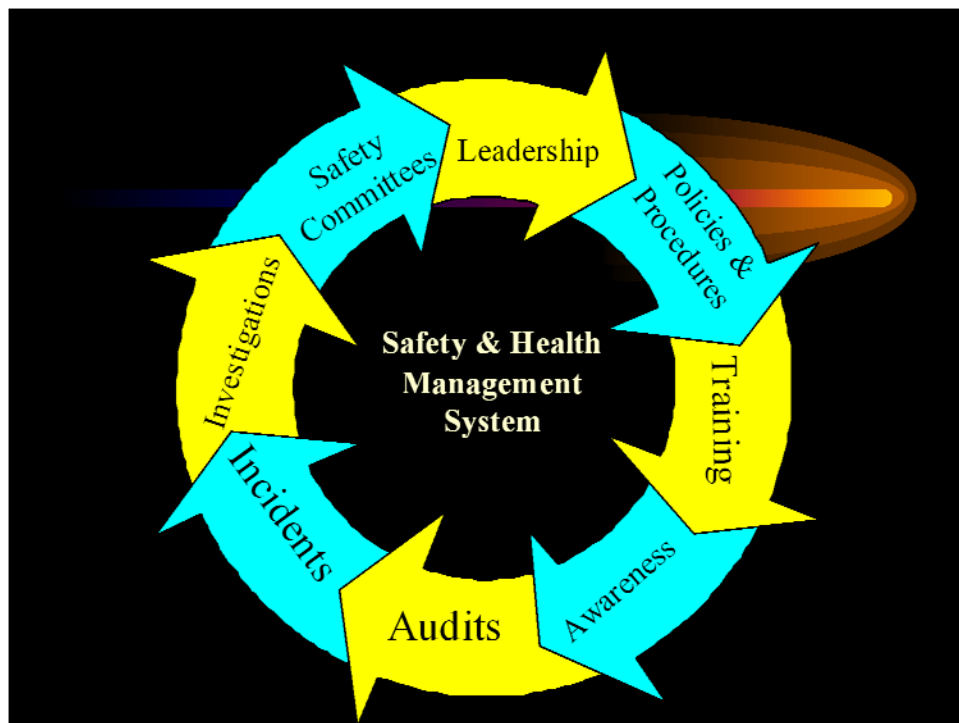 Leadership
Policies &
Procedures
Training
Awareness
Audits
Incidents
Investigations
Safety
Committees
Safety & Health
Management
System